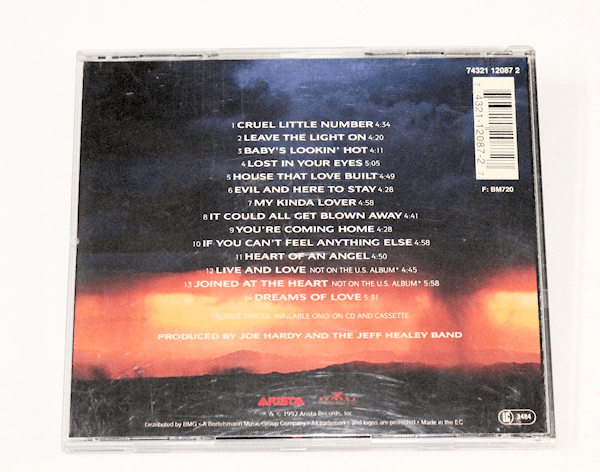 74321 12087 2
74321-12087-2
F: BM720
1 CRUEL LITTLE NUMBER 4:34
2 LEAVE THE LIGHT ON 4:20
3 BABY'S LOOKIN' HOT 4:11
4 LOST IN YOUR EYES 5:05
5 HOUSE THAT LOVE BUILT 4:49
6 EVIL AND HERE TO STAY 4:28
7 MY KINDA LOVER 4:58
8 IT COULD ALL GET BLOWN AWAY 4:41
9 YOU'RE COMING HOME 4:28
10 IF YOU CAN'T FEEL ANYTHING ELSE 4:58
11 HEART OF AN ANGEL 4:50
12 LIVE AND LOVE NOT ON THE U.S. ALBUM* 4:45
13 JOINED AT THE HEART NOT ON THE U.S. ALBUM* 5:58
14 DREAMS OF LOVE 5:51
*BONUS TRACKS. AVAILABLE ONLY ON CD AND CASSETTE.
PRODUCED BY JOE HARDY AND THE JEFF HEALEY BAND
ARISTA
℗ & © 1992 Arista Records, Inc.
Distributed by BMG • A Bertelsmann Music Group Company • All trademarks and logos are protected • Made in the EC
LC 3484